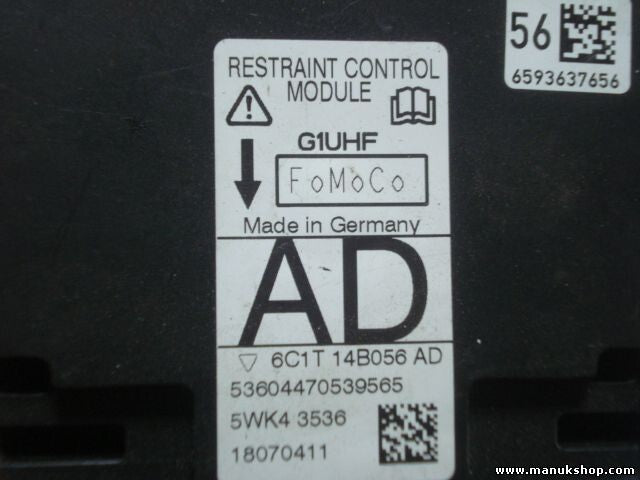 56
6593637656
RESTRAINT CONTROL
MODULE
G1UHF
FoMoCo
Made in Germany
AD
6C1T 14B056 AD
53604470539565
5WK4 3536
18070411
www.manukshop.com